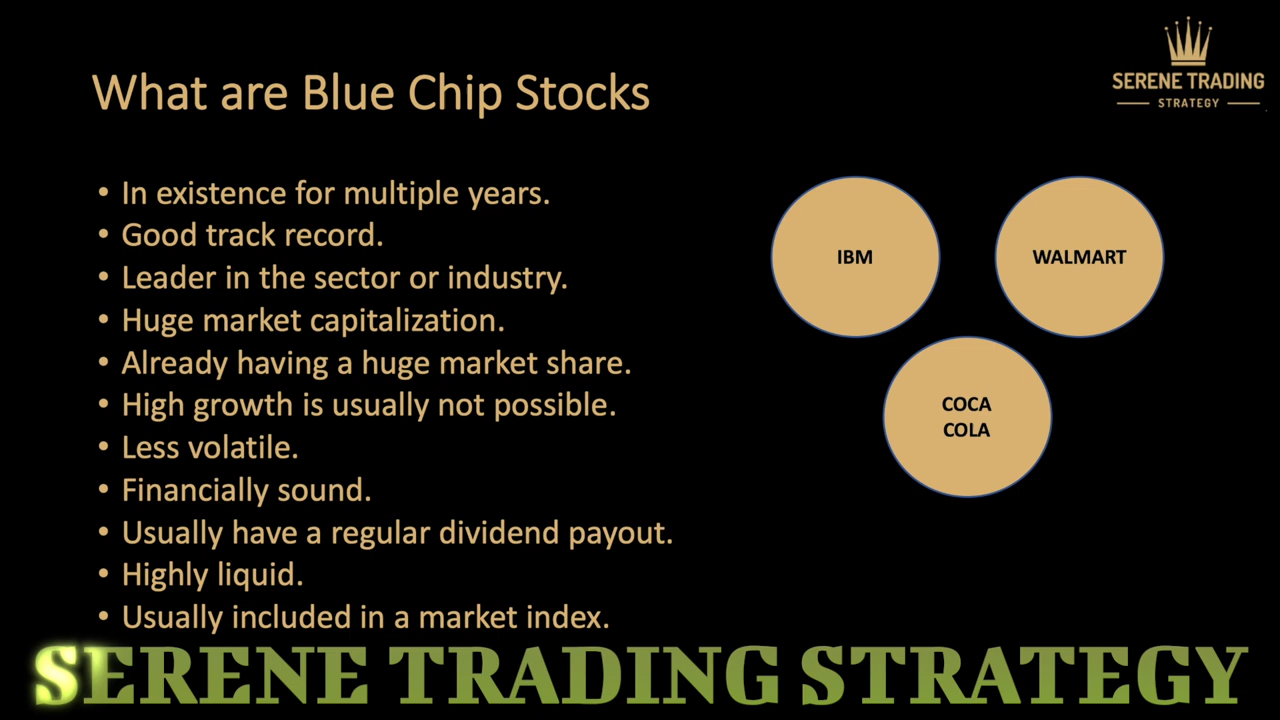 SERENE TRADING
STRATEGY
What are Blue Chip Stocks
• In existence for multiple years.
• Good track record.
• Leader in the sector or industry.
• Huge market capitalization.
• Already having a huge market share.
• High growth is usually not possible.
• Less volatile.
• Financially sound.
• Usually have a regular dividend payout.
• Highly liquid.
• Usually included in a market index.
IBM
WALMART
COCA
COLA
SERENE TRADING STRATEGY